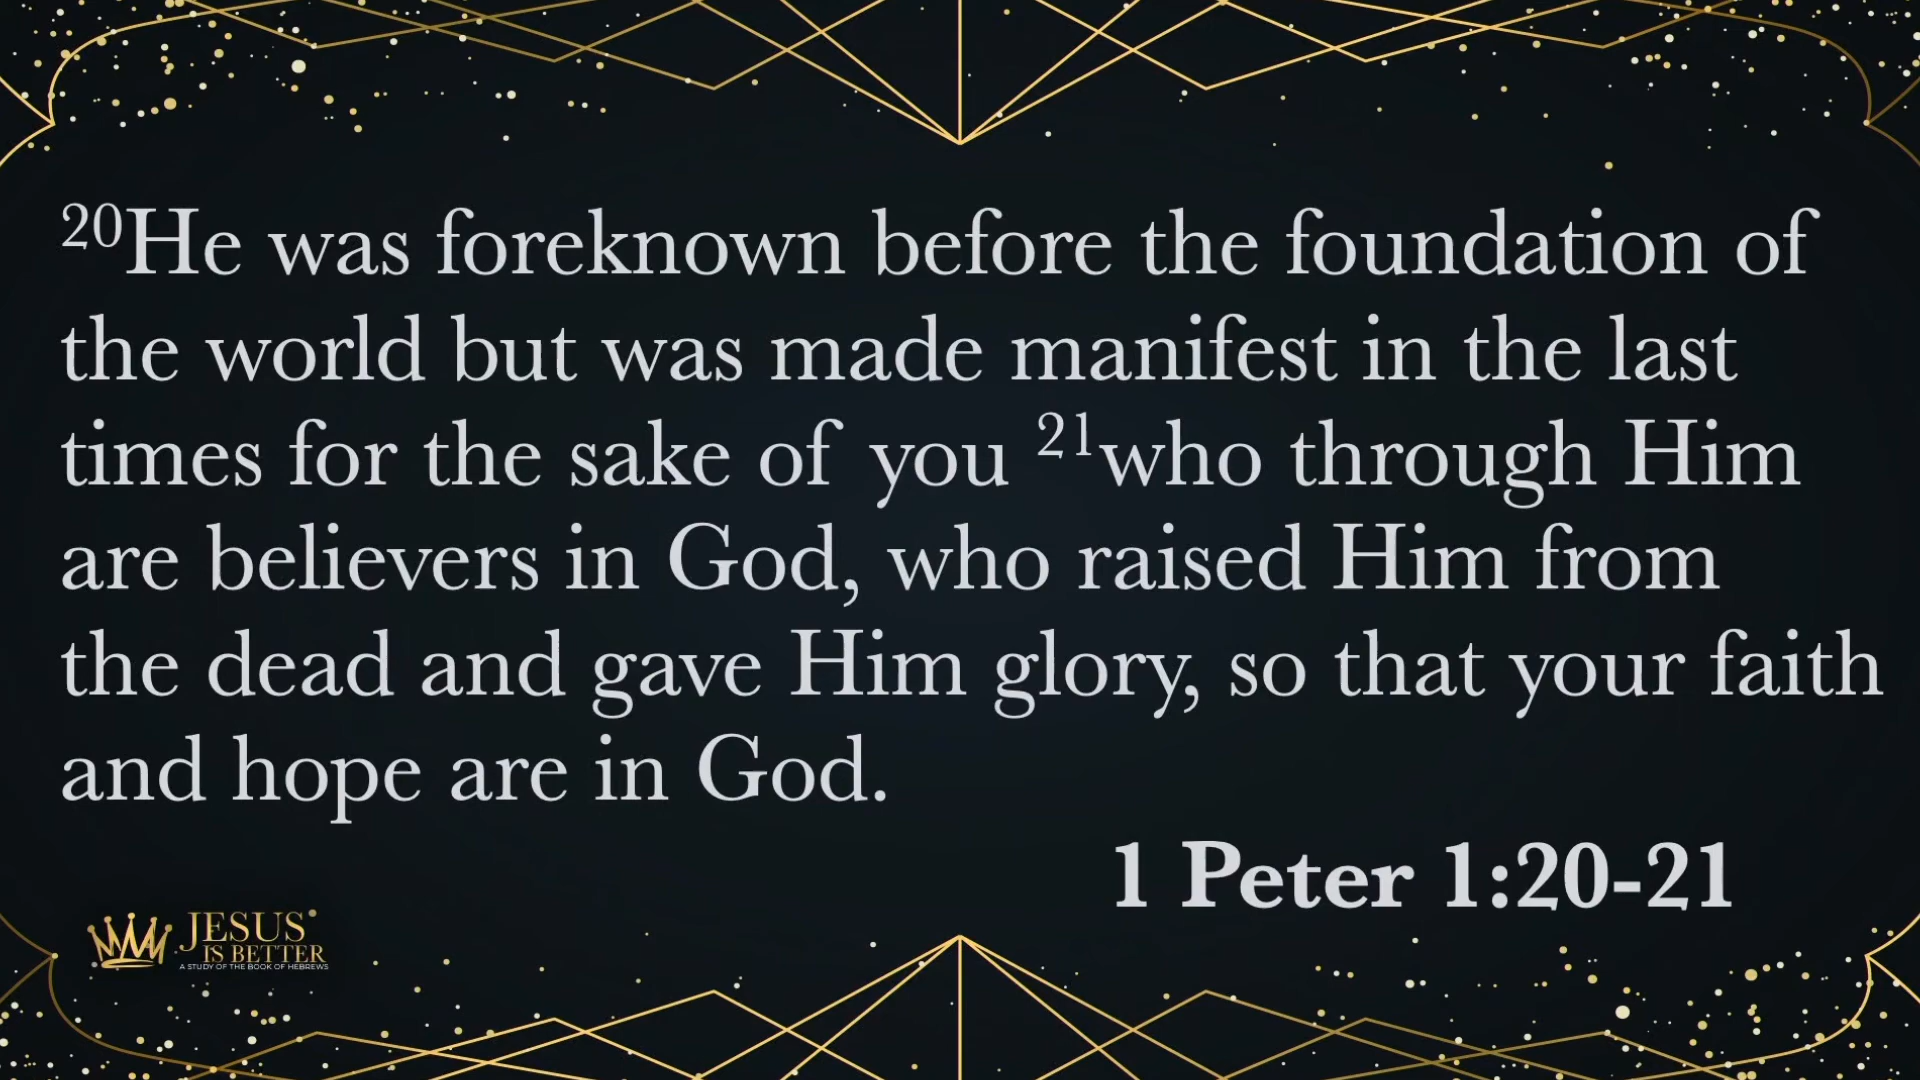 20He was foreknown before the foundation of
the world but was made manifest in the last
times for the sake of you 21who through Him
are believers in God, who raised Him from
the dead and gave Him glory, so that your faith
and hope are in God.
1 Peter 1:20-21
JESUS
IS BETTER
A STUDY OF THE BOOK OF HEBREWS